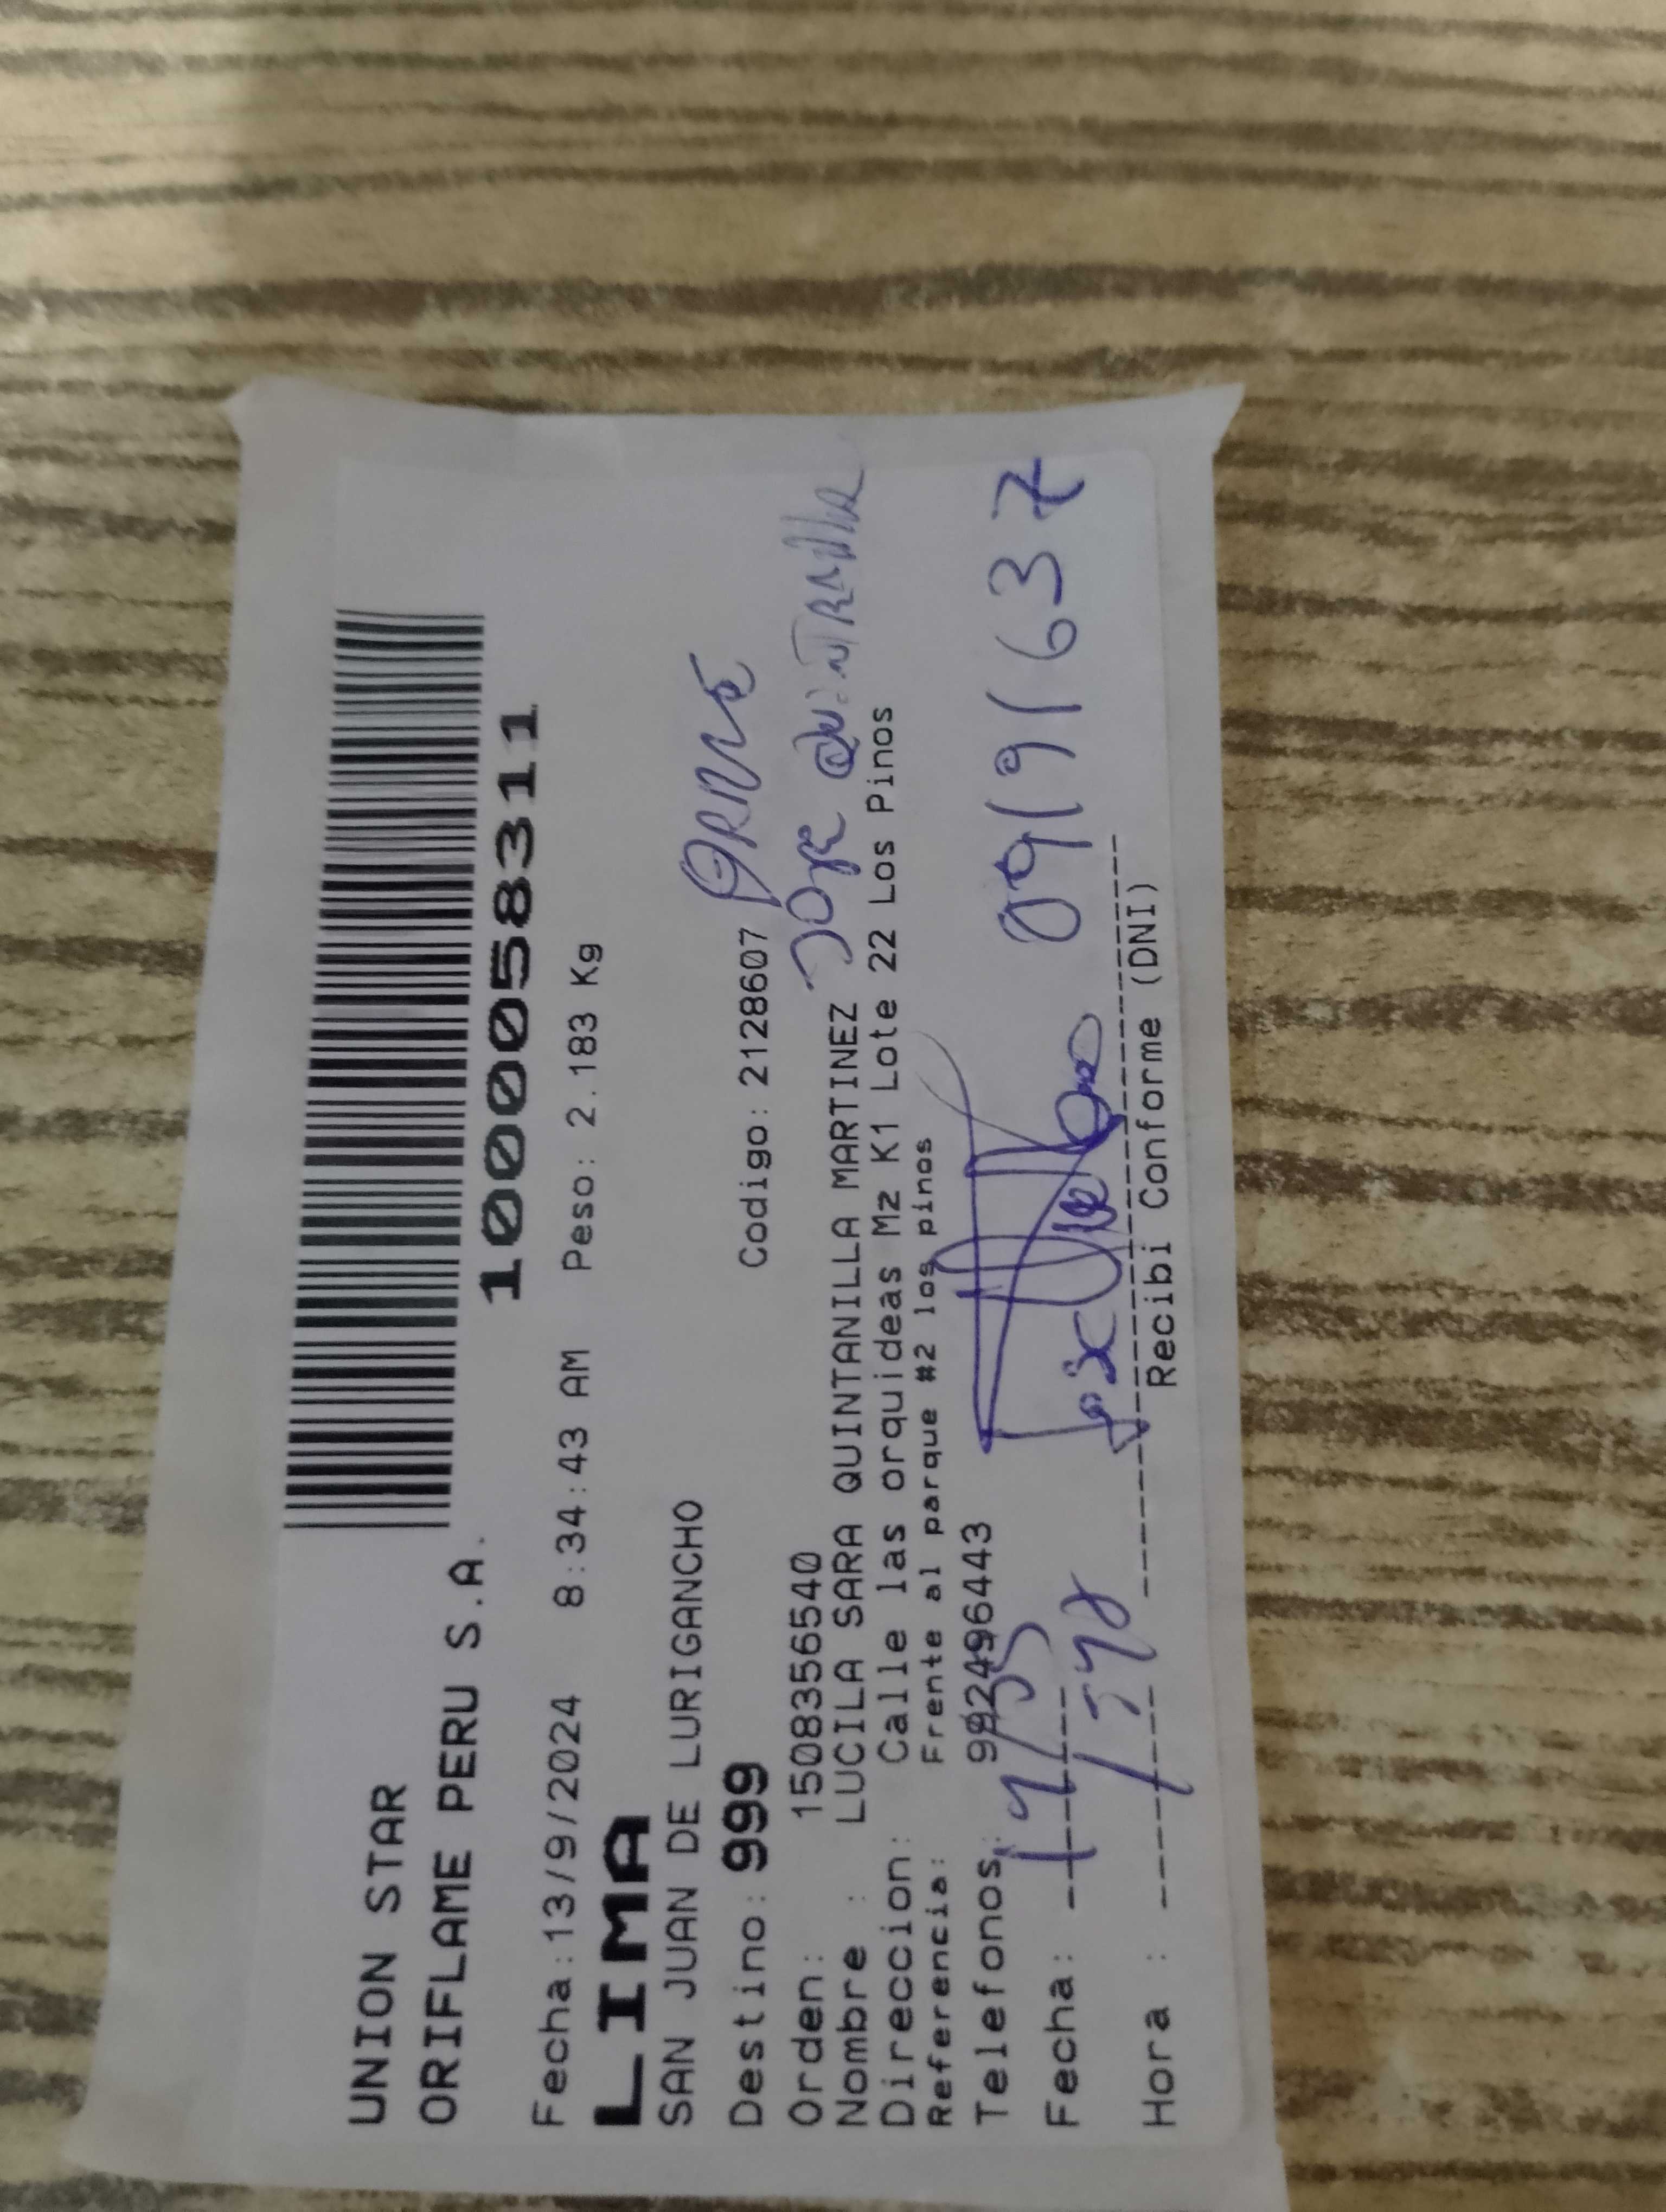 UNION STAR
ORIFLAME PERU S.A.
1000058311
Fecha:13/9/2024 8:34:43 AM Peso: 2.183 Kg
LIMA
SAN JUAN DE LURIGANCHO
Destino: 999 Codigo: 2128607
Orden: 1508356540
Nombre : LUCILA SARA QUINTANILLA MARTINEZ Jorge Quintanilla
Direccion: Calle las orquideas Mz K1 Lote 22 Los Pinos
Referencia: Frente al parque #2 los pinos
Telefonos: 982496443
Fecha: 09191637
Hora :
Recibi Conforme (DNI)